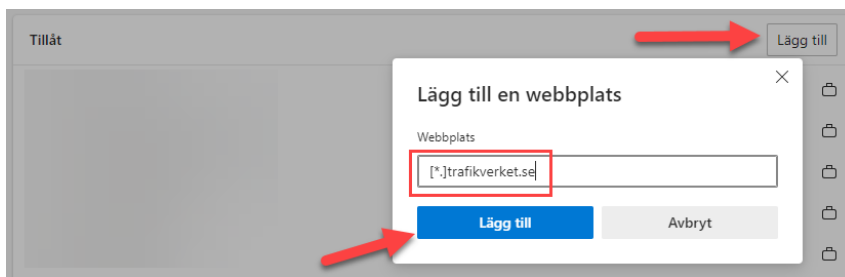 Tillåt
Lägg till
Lägg till en webbplats
Webbplats
[*.]trafikverket.se
Lägg till
Avbryt